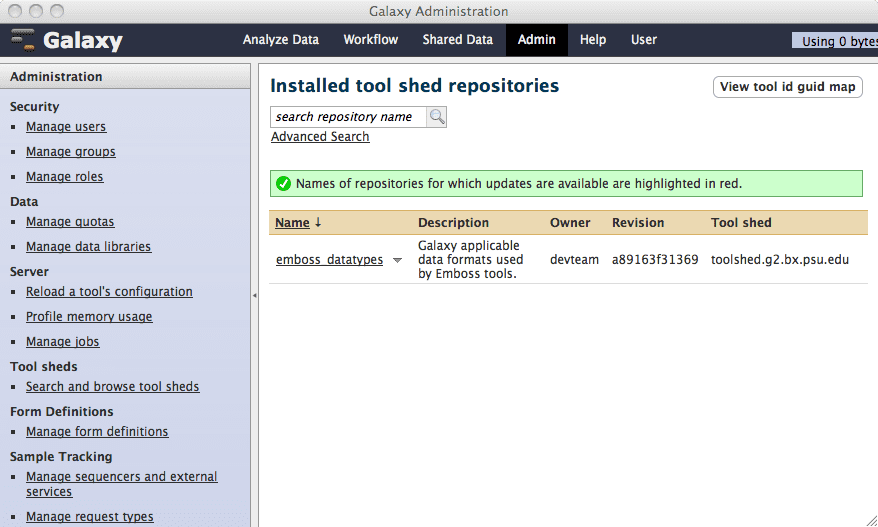 Galaxy Administration
Galaxy
Analyze Data Workflow Shared Data Admin Help User
Using 0 bytes
Administration
Security
Manage users
Manage groups
Manage roles
Data
Manage quotas
Manage data libraries
Server
Reload a tool's configuration
Profile memory usage
Manage jobs
Tool sheds
Search and browse tool sheds
Form Definitions
Manage form definitions
Sample Tracking
Manage sequencers and external
services
Manage request types
Installed tool shed repositories
View tool id guid map
search repository name
Advanced Search
Names of repositories for which updates are available are highlighted in red.
Name ↓ Description Owner Revision Tool shed
Galaxy applicable
emboss_datatypes data formats used devteam a89163f31369 toolshed.g2.bx.psu.edu
by Emboss tools.